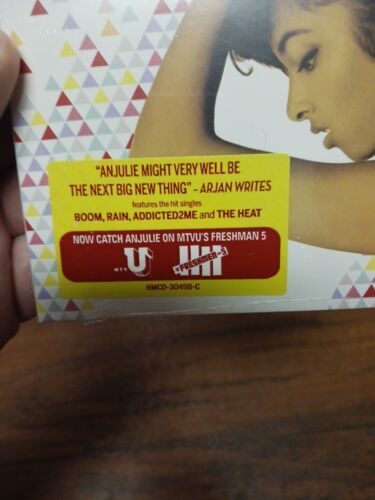 "ANJULIE MIGHT VERY WELL BE
THE NEXT BIG NEW THING" - ARJAN WRITES
features the hit singles
BOOM, RAIN, ADDICTED2ME and THE HEAT
NOW CATCH ANJULIE ON MTVU'S FRESHMEN 5
MTV U
FRESHMEN 5
HMCD-30498-C